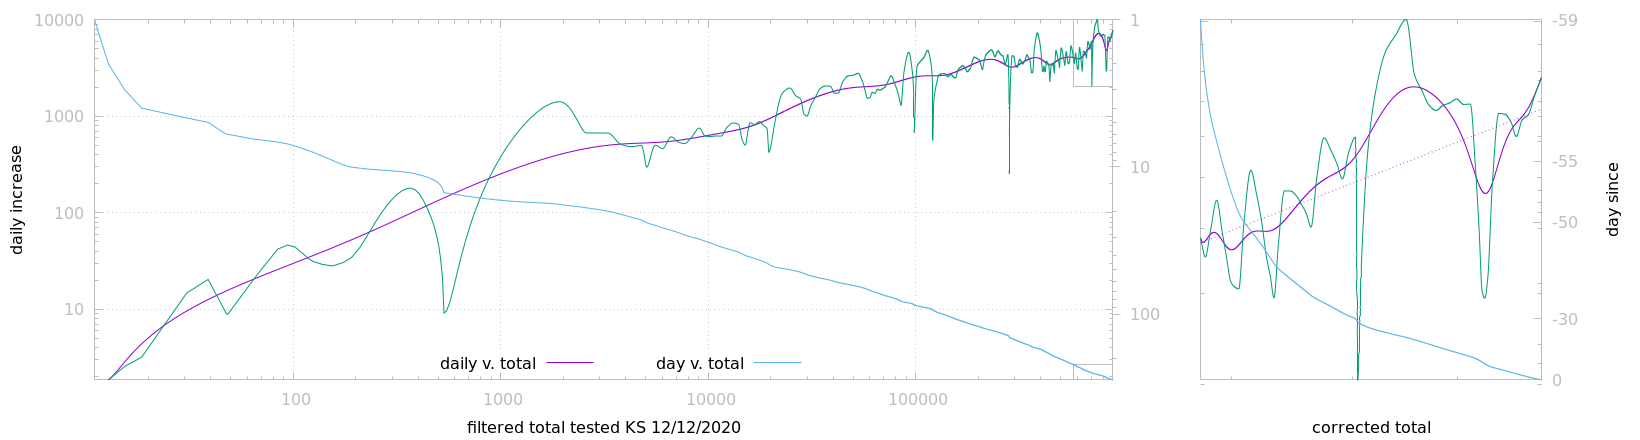 10000
1000
100
10
daily increase
100
1000
10000
100000
1
10
100
daily v. total
day v. total
filtered total tested KS 12/12/2020
-59
-55
-50
-30
0
day since
corrected total